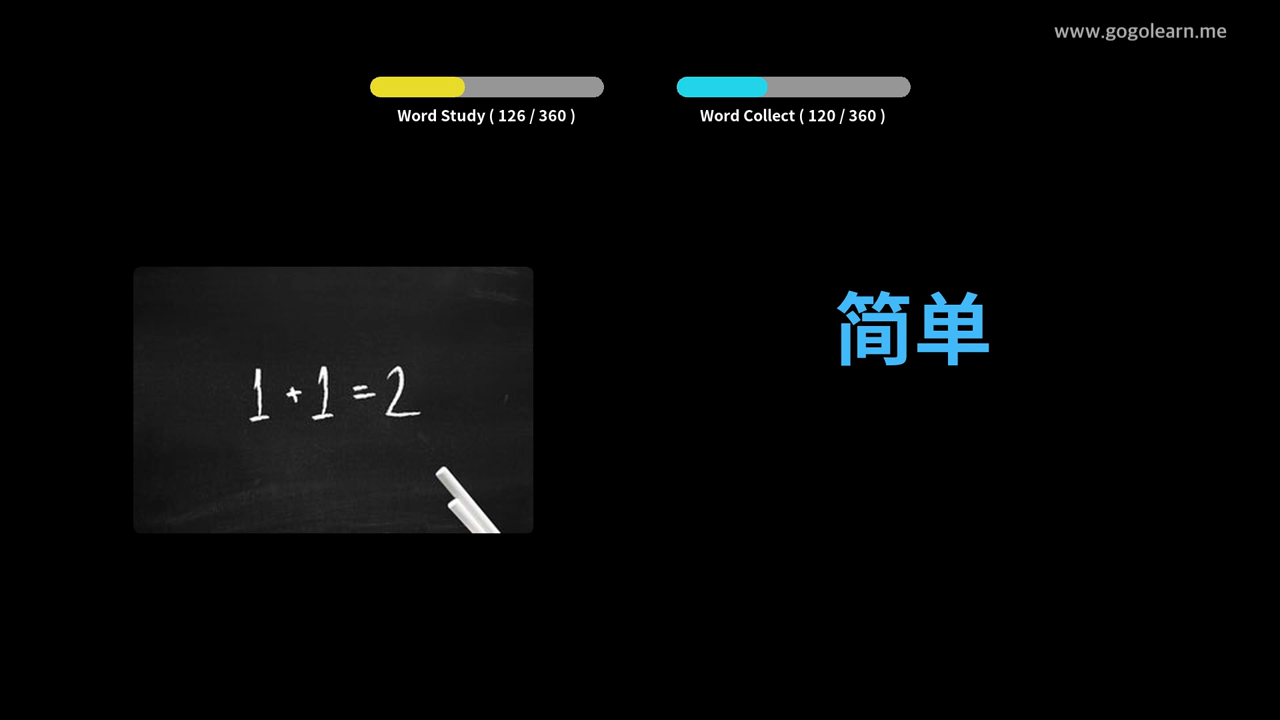 www.gogolearn.me
Word Study ( 126 / 360 )
Word Collect ( 120 / 360 )
简单
1 + 1 = 2